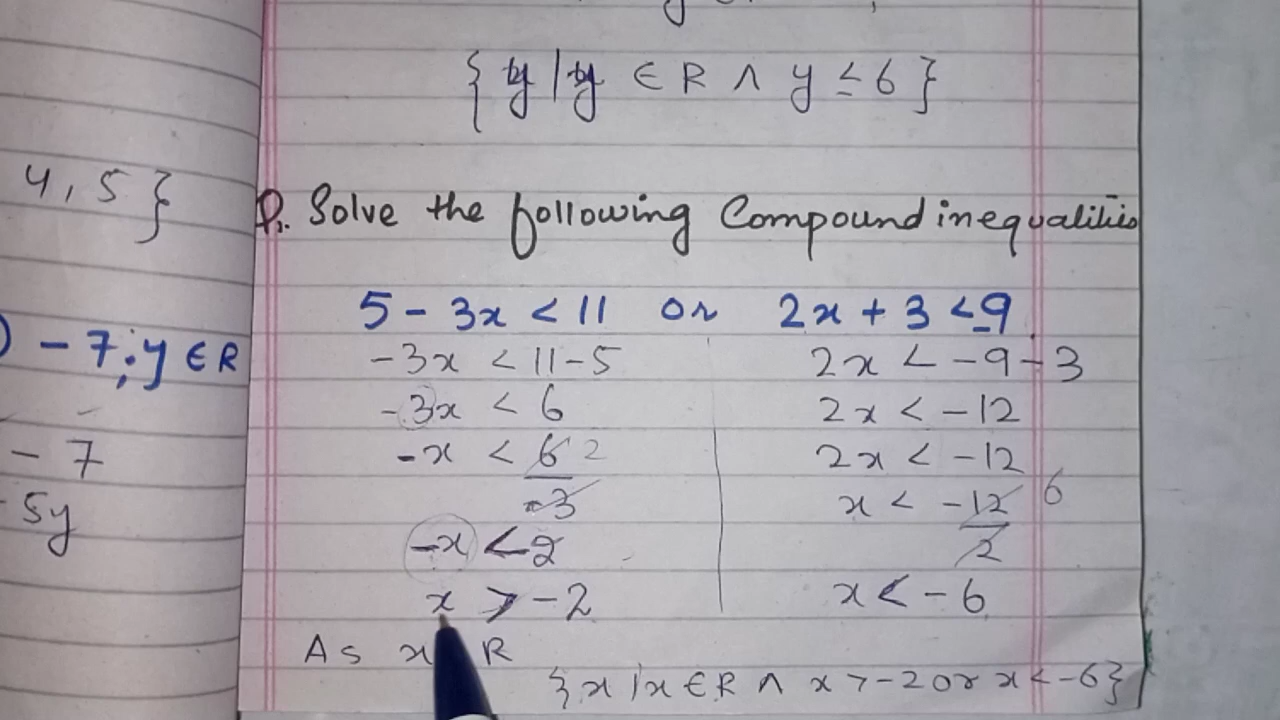 { y | y ∈ R ∧ y ≤ 6 }
4, 5 }
Solve the following Compound inequalities
5 - 3x < 11 or 2x + 3 < -9
- 7 ; y ∈ R
-3x < 11 - 5
2x < -9 - 3
-3x < 6
2x < -12
- 7
-x < 6 2
-3
2x < -12
5y
x < -12 6
2
-x < 2
x > -2
x < -6
As x R
{ x | x ∈ R ∧ x > -2 or x < -6 }